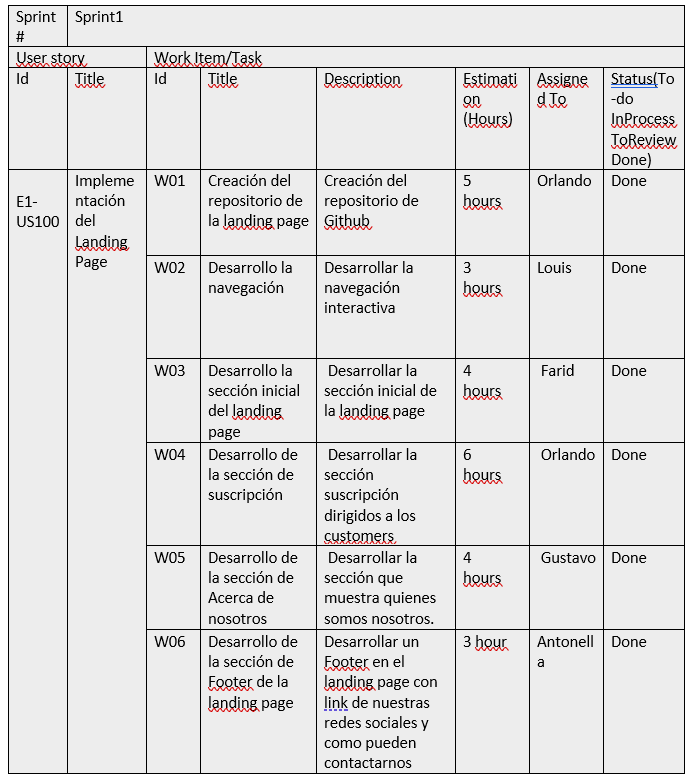 Sprint
#
Sprint1
User story
Work Item/Task
Id
Title
Id
Title
Description
Estimati
on
(Hours)
Assigne
d To
Status(To
-do
InProcess
ToReview
Done)
E1-
US100
Impleme
ntación
del
Landing
Page
W01
Creación del
repositorio de
la landing page
Creación del
repositorio de
Github
5
hours
Orlando
Done
W02
Desarrollo la
navegación
Desarrollar la
navegación
interactiva
3
hours
Louis
Done
W03
Desarrollo la
sección inicial
del landing
page
Desarrollar la
sección inicial de
la landing page
4
hours
Farid
Done
W04
Desarrollo de
la sección de
suscripción
Desarrollar la
sección
suscripción
dirigidos a los
customers
6
hours
Orlando
Done
W05
Desarrollo de
la sección de
Acerca de
nosotros
Desarrollar la
sección que
muestra quienes
somos nosotros.
4
hours
Gustavo
Done
W06
Desarrollo de
la sección de
Footer de la
landing page
Desarrollar un
Footer en el
landing page con
link de nuestras
redes sociales y
como pueden
contactarnos
3 hour
Antonell
a
Done